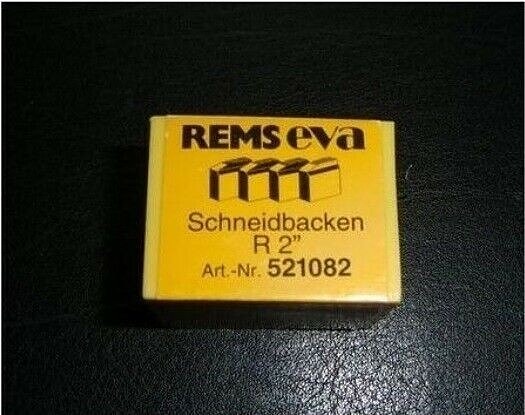 REMS eva
Schneidbacken
R 2"
Art.-Nr. 521082